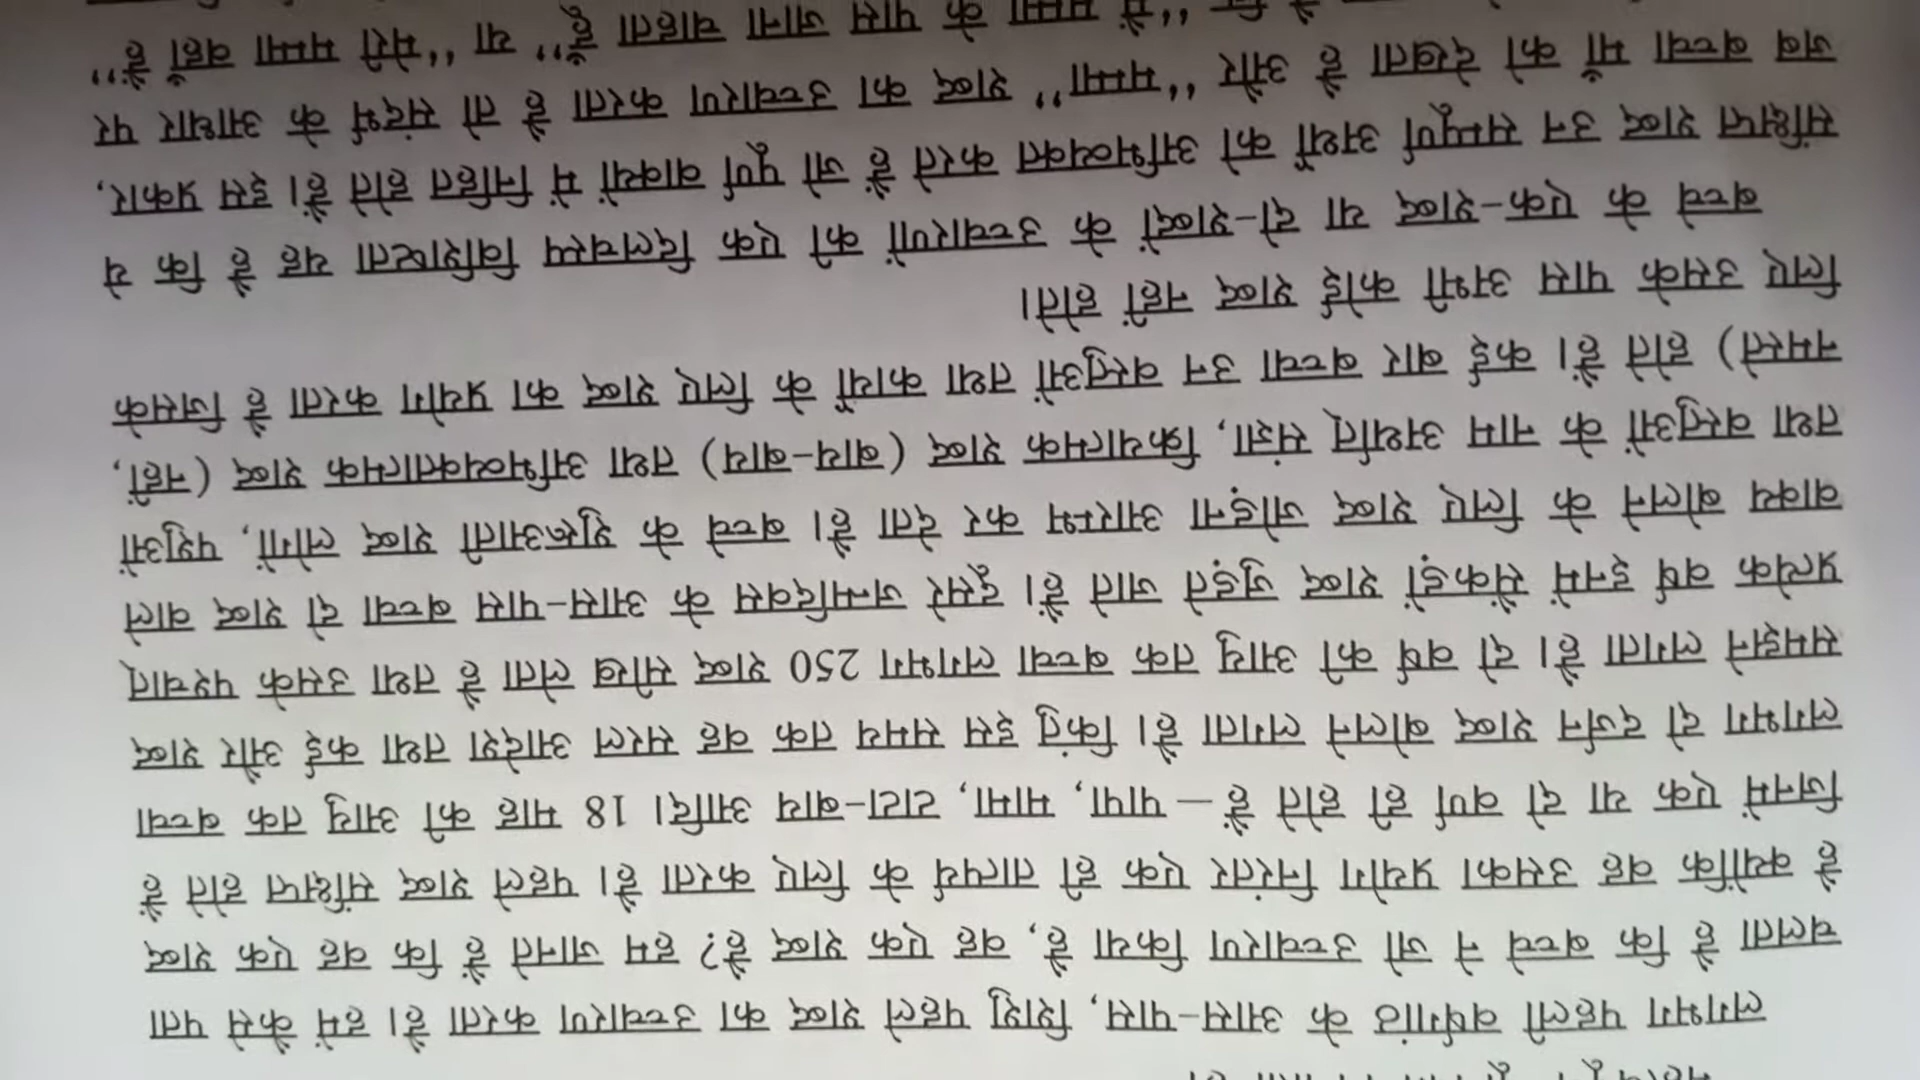 लगभग पहली वर्षगांठ के आस-पास, शिशु पहले शब्द का उच्चारण करता है। हमें कैसे पता
चलता है कि बच्चे ने जो उच्चारण किया है, वह एक शब्द है? हम जानते हैं कि वह एक शब्द
है क्योंकि वह उसका प्रयोग निरंतर एक ही तात्पर्य के लिए करता है। पहले शब्द संक्षिप्त होते हैं
जिनमें एक या दो वर्ण ही होते हैं — पापा, मामा, टाटा-बाय आदि। 18 माह की आयु तक बच्चा
लगभग दो दर्जन शब्द बोलने लगता है। किंतु इस समय तक वह सरल आदेश तथा कई और शब्द
समझने लगता है। दो वर्ष की आयु तक बच्चा लगभग 250 शब्द सीख लेता है तथा उसके पश्चात्
प्रत्येक वर्ष इनमें सैंकड़ों शब्द जुड़ते जाते हैं। दूसरे जन्मदिवस के आस-पास बच्चा दो शब्द वाले
वाक्य बोलने के लिए शब्द जोड़ना आरम्भ कर देता है। बच्चे के शुरूआती शब्द लोगों, पशुओं
तथा वस्तुओं के नाम अर्थात् संज्ञा, क्रियात्मक शब्द (बाय-बाय) तथा अभिव्यक्तात्मक शब्द (नहीं,
नमस्ते) होते हैं। कई बार बच्चा उन वस्तुओं तथा कार्यों के लिए शब्द का प्रयोग करता है जिसके
लिए उसके पास अभी कोई शब्द नहीं होते।
बच्चे के एक-शब्द या दो-शब्दों के उच्चारणों की एक दिलचस्प विशिष्टता यह है कि ये
संक्षिप्त शब्द उन सम्पूर्ण अर्थों को अभिव्यक्त करते हैं जो पूर्ण वाक्यों में निहित होते हैं। इस प्रकार,
जब बच्चा माँ को देखता है और "मम्मा" शब्द का उच्चारण करता है तो संदर्भ के आधार पर
है कि "मैं मम्मा के पास जाना चाहता हूँ" या "मेरी मम्मा वहाँ है"